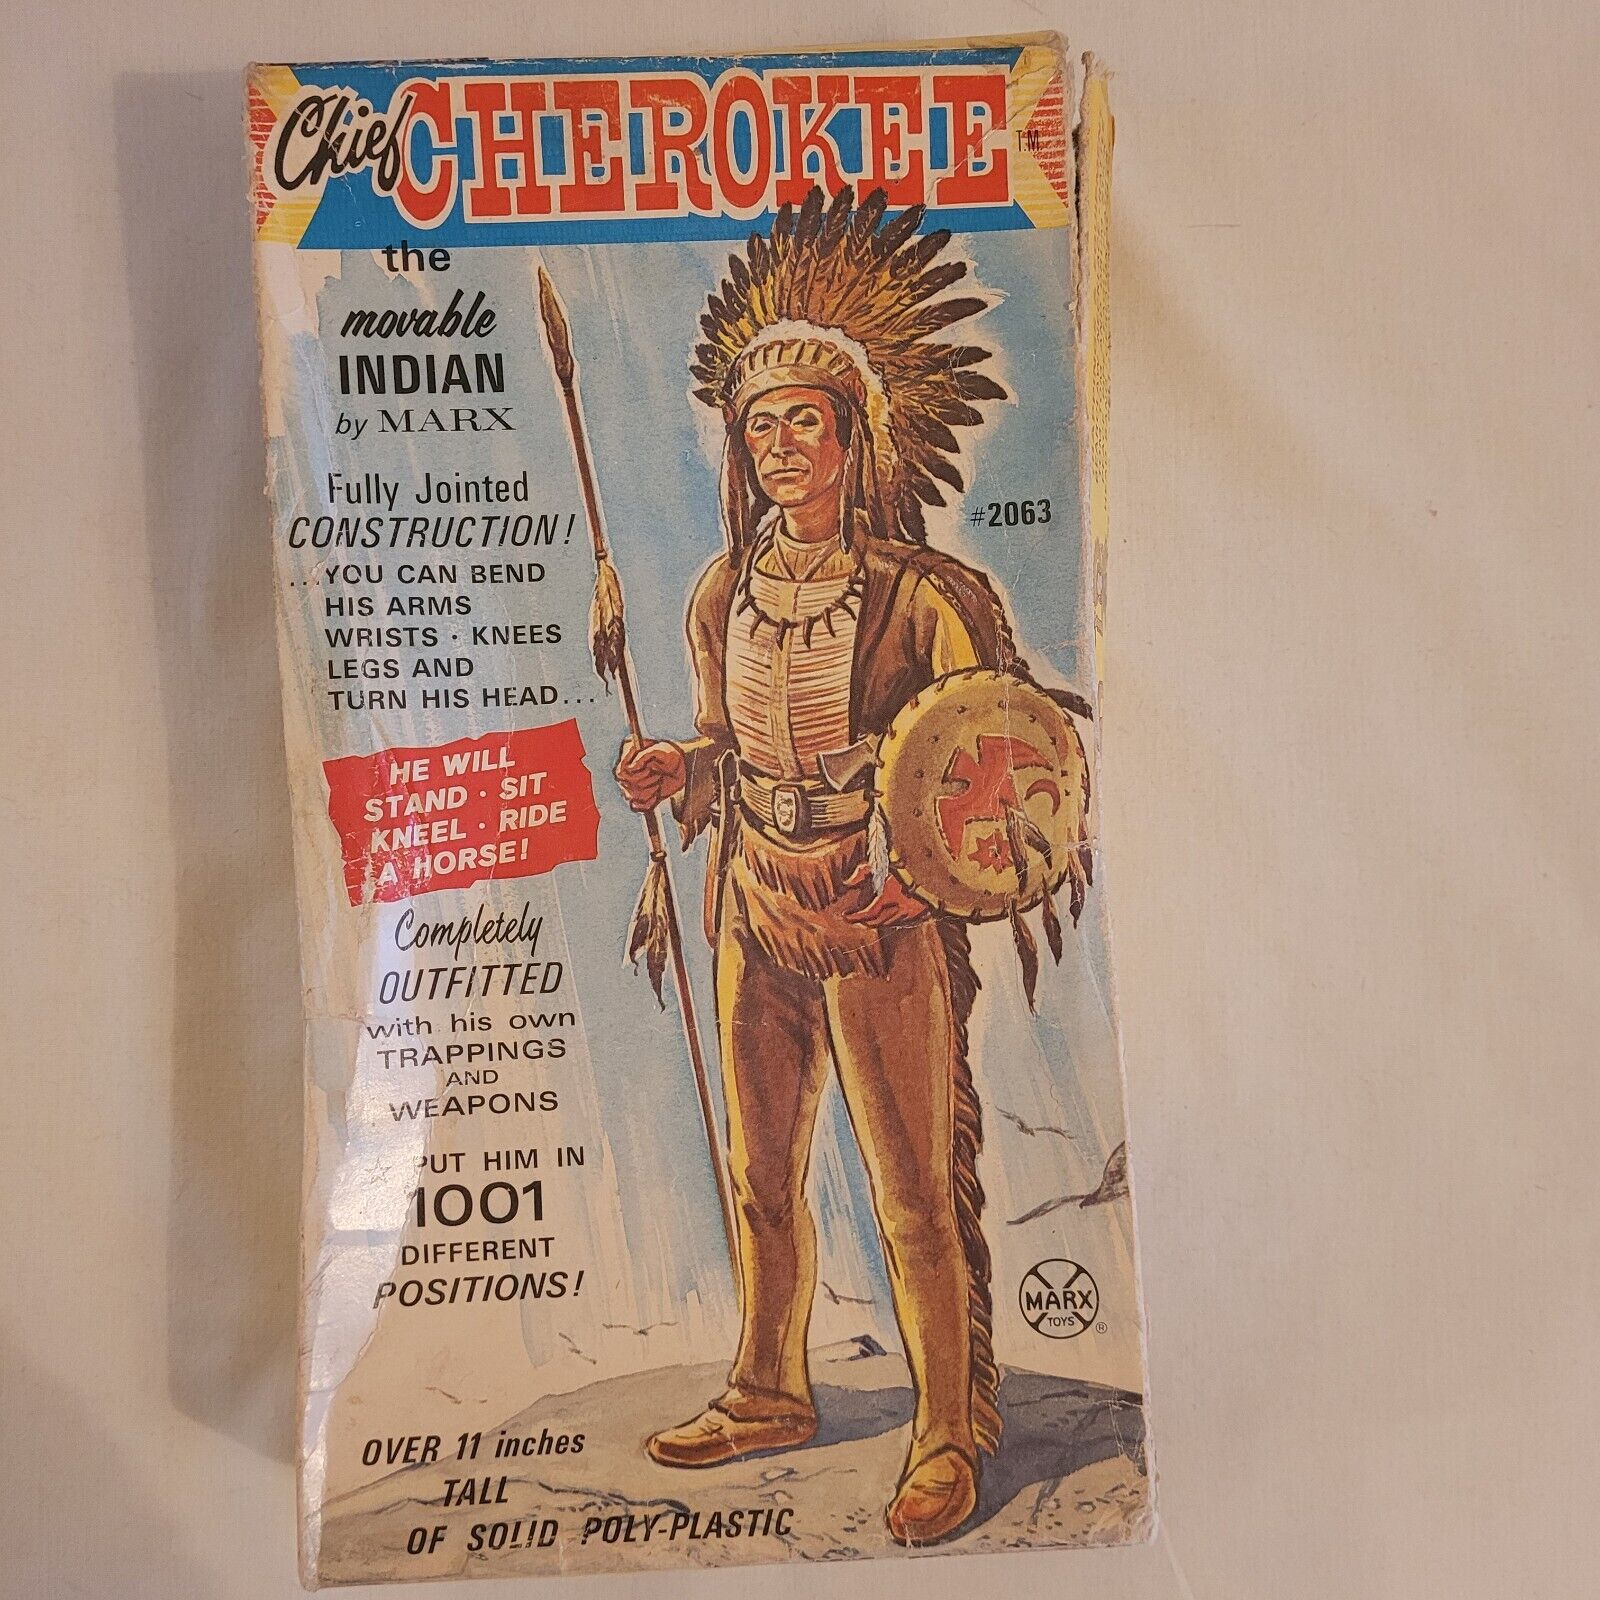 Chief CHEROKEE T.M.
the
movable
INDIAN
by MARX
#2063
Fully Jointed
CONSTRUCTION!
...YOU CAN BEND
HIS ARMS
WRISTS · KNEES
LEGS AND
TURN HIS HEAD...
HE WILL
STAND · SIT
KNEEL · RIDE
A HORSE!
Completely
OUTFITTED
with his own
TRAPPINGS
AND
WEAPONS
PUT HIM IN
1001
DIFFERENT
POSITIONS!
MARX
TOYS ®
OVER 11 inches
TALL
OF SOLID POLY-PLASTIC